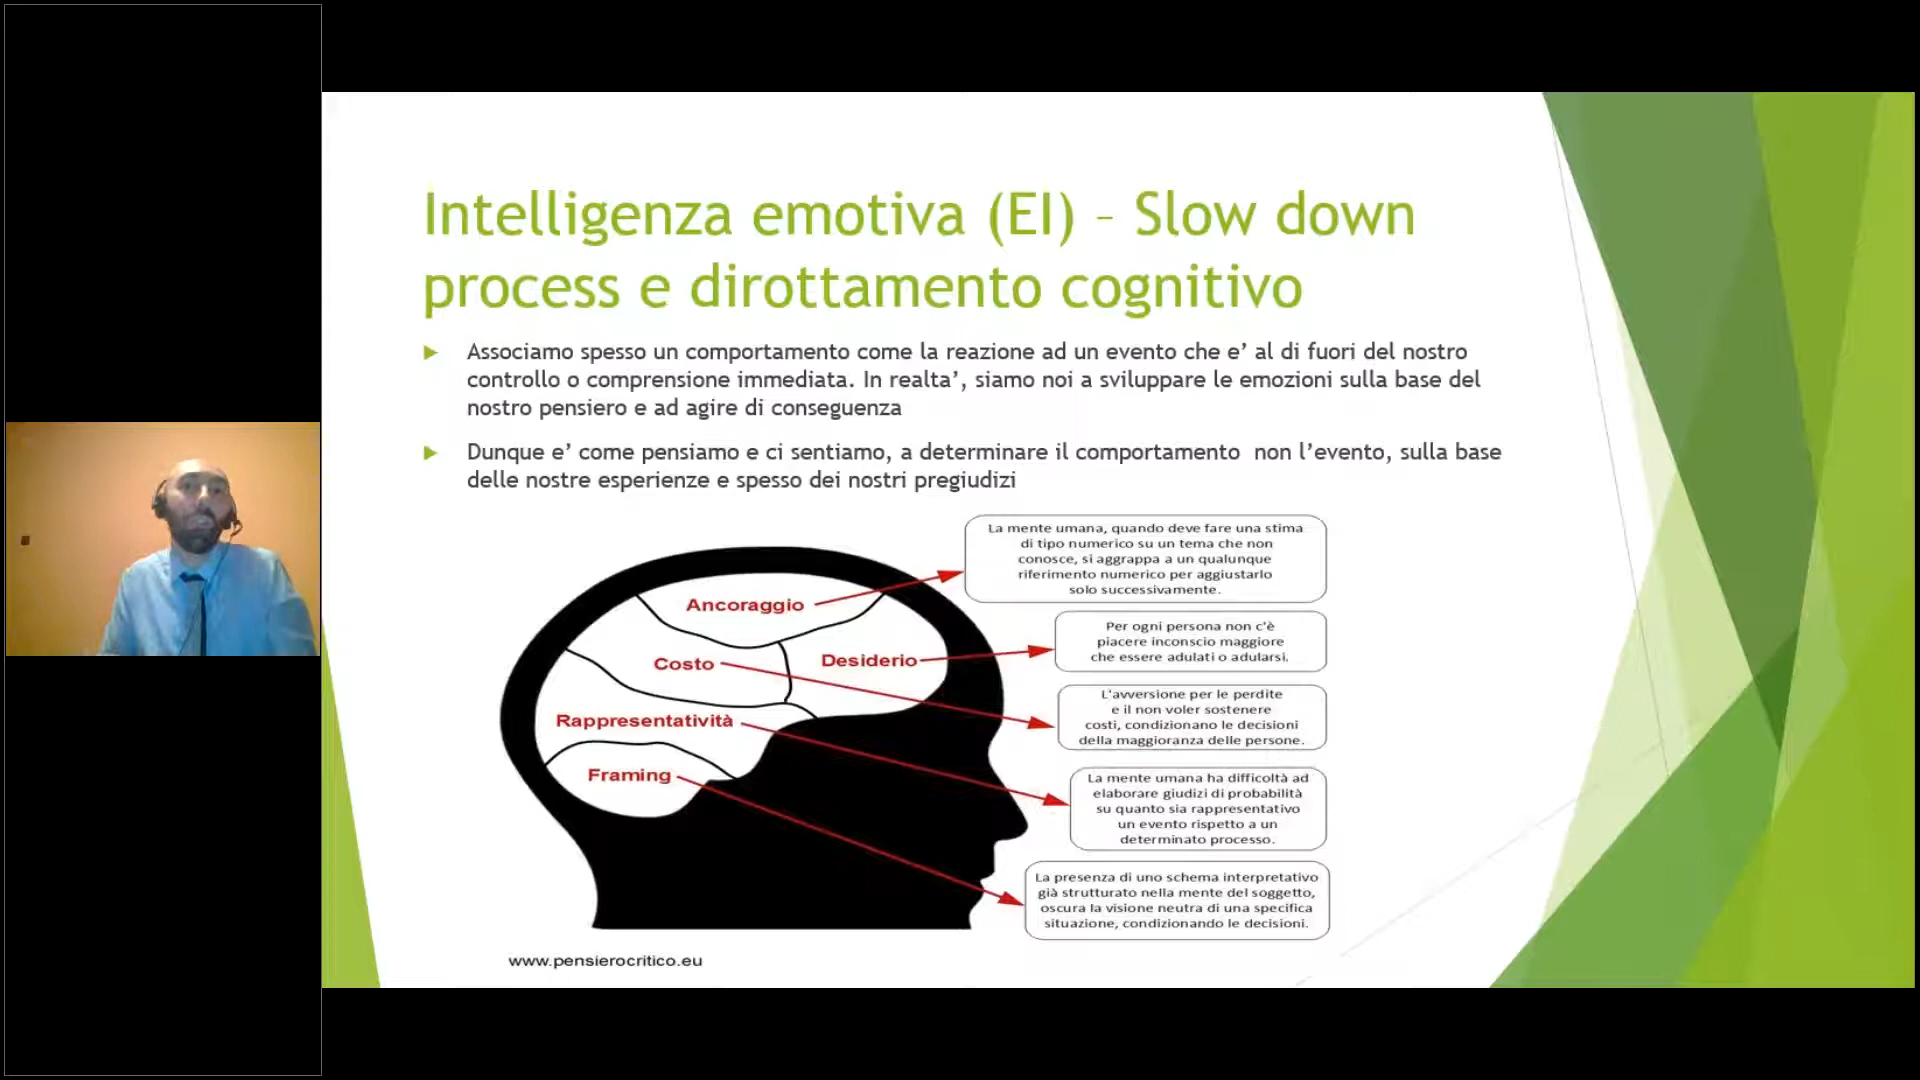 Intelligenza emotiva (EI) – Slow down
process e dirottamento cognitivo
Associamo spesso un comportamento come la reazione ad un evento che e’ al di fuori del nostro
controllo o comprensione immediata. In realta’, siamo noi a sviluppare le emozioni sulla base del
nostro pensiero e ad agire di conseguenza
Dunque e’ come pensiamo e ci sentiamo, a determinare il comportamento  non l’evento, sulla base
delle nostre esperienze e spesso dei nostri pregiudizi
Ancoraggio
La mente umana, quando deve fare una stima
di tipo numerico su un tema che non
conosce, si aggrappa a un qualunque
riferimento numerico per aggiustarlo
solo successivamente.
Desiderio
Per ogni persona non c'è
piacere inconscio maggiore
che essere adulati o adularsi.
Costo
L'avversione per le perdite
e il non voler sostenere
costi, condizionano le decisioni
della maggioranza delle persone.
Rappresentatività
La mente umana ha difficoltà ad
elaborare giudizi di probabilità
su quanto sia rappresentativo
un evento rispetto a un
determinato processo.
Framing
La presenza di uno schema interpretativo
già strutturato nella mente del soggetto,
oscura la visione neutra di una specifica
situazione, condizionando le decisioni.
www.pensierocritico.eu